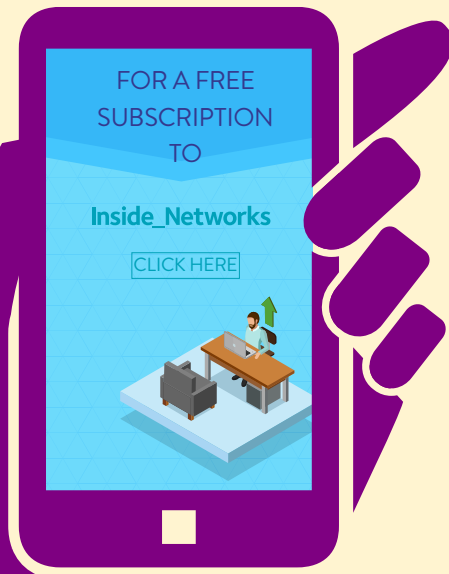 FOR A FREE
SUBSCRIPTION
TO
Inside_Networks
CLICK HERE